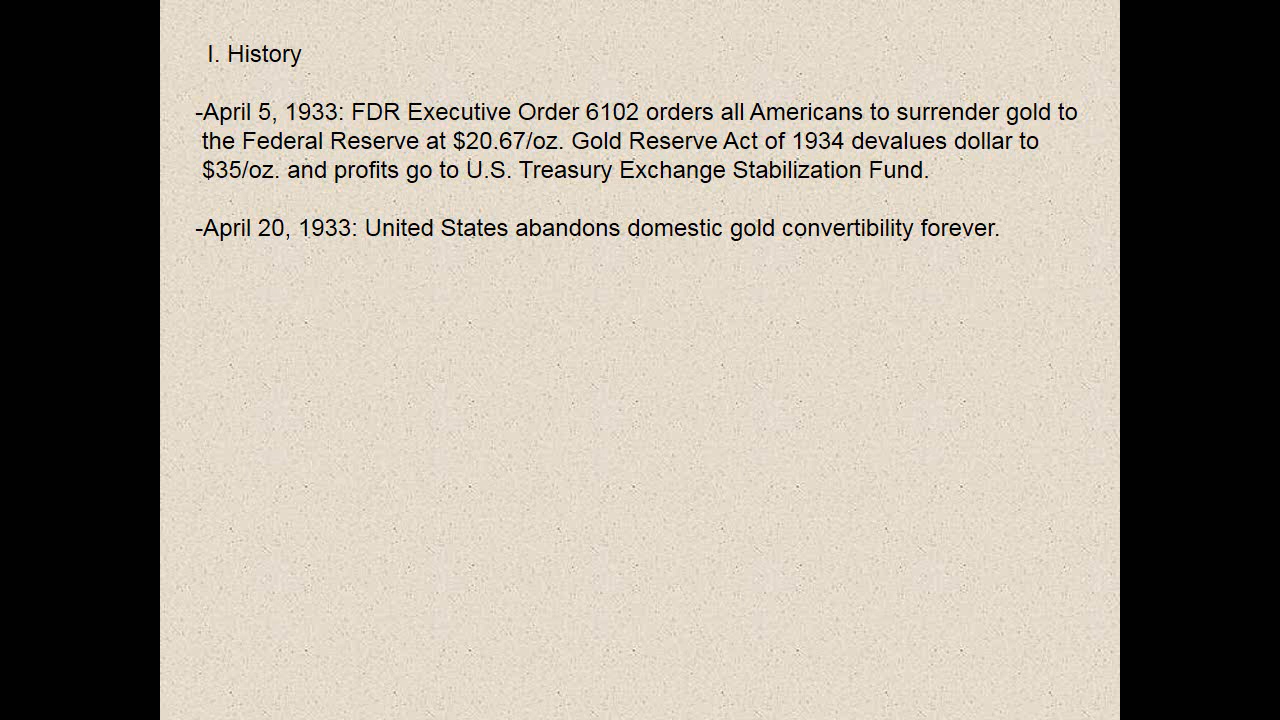 I. History
-April 5, 1933: FDR Executive Order 6102 orders all Americans to surrender gold to
the Federal Reserve at $20.67/oz. Gold Reserve Act of 1934 devalues dollar to
$35/oz. and profits go to U.S. Treasury Exchange Stabilization Fund.
-April 20, 1933: United States abandons domestic gold convertibility forever.